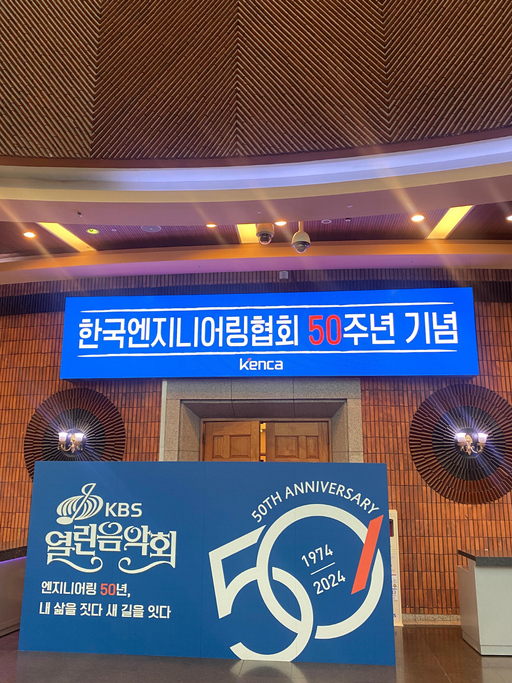 한국엔지니어링협회 50주년 기념
Kenca
KBS
열린음악회
엔지니어링 50년,
내 삶을 짓다 새 길을 잇다
50TH ANNIVERSARY
50
1974
2024